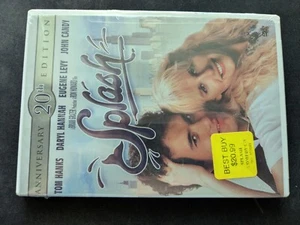 ANNIVERSARY 20th EDITION
TOM HANKS DARYL HANNAH EUGENE LEVY JOHN CANDY
Splash
BEST BUY
$20.99